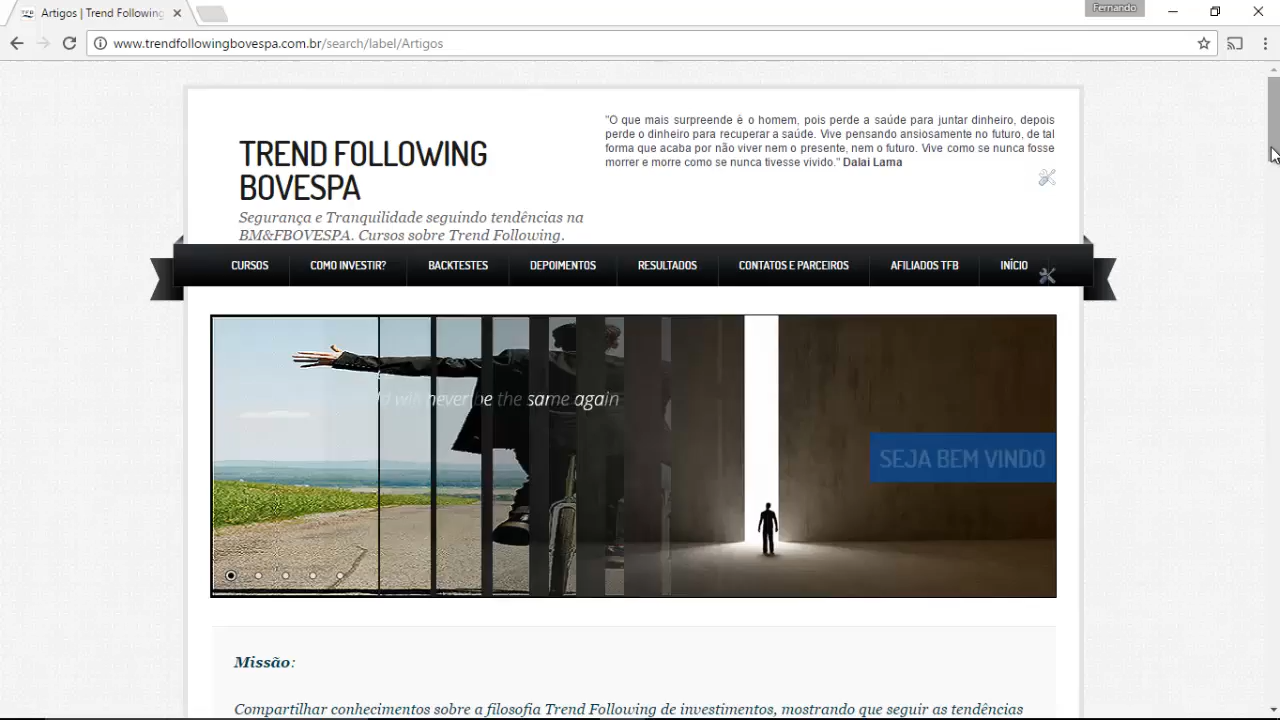 Artigos | Trend Following
Fernando
www.trendfollowingbovespa.com.br/search/label/Artigos
"O que mais surpreende è o homem, pois perde a saúde para juntar dinheiro, depois
perde o dinheiro para recuperar a saúde. Vive pensando ansiosamente no futuro, de tal
forma que acaba por não viver nem o presente, nem o futuro. Vive como se nunca fosse
morrer e morre como se nunca tivesse vivido." Dalai Lama
TREND FOLLOWING
BOVESPA
Segurança e Tranquilidade seguindo tendências na
BM&FBOVESPA. Cursos sobre Trend Following.
CURSOS COMO INVESTIR? BACKTESTES DEPOIMENTOS RESULTADOS CONTATOS E PARCEIROS AFILIADOS TFB INÍCIO
never be the same again
SEJA BEM VINDO
Missão:
Compartilhar conhecimentos sobre a filosofia Trend Following de investimentos, mostrando que seguir as tendências